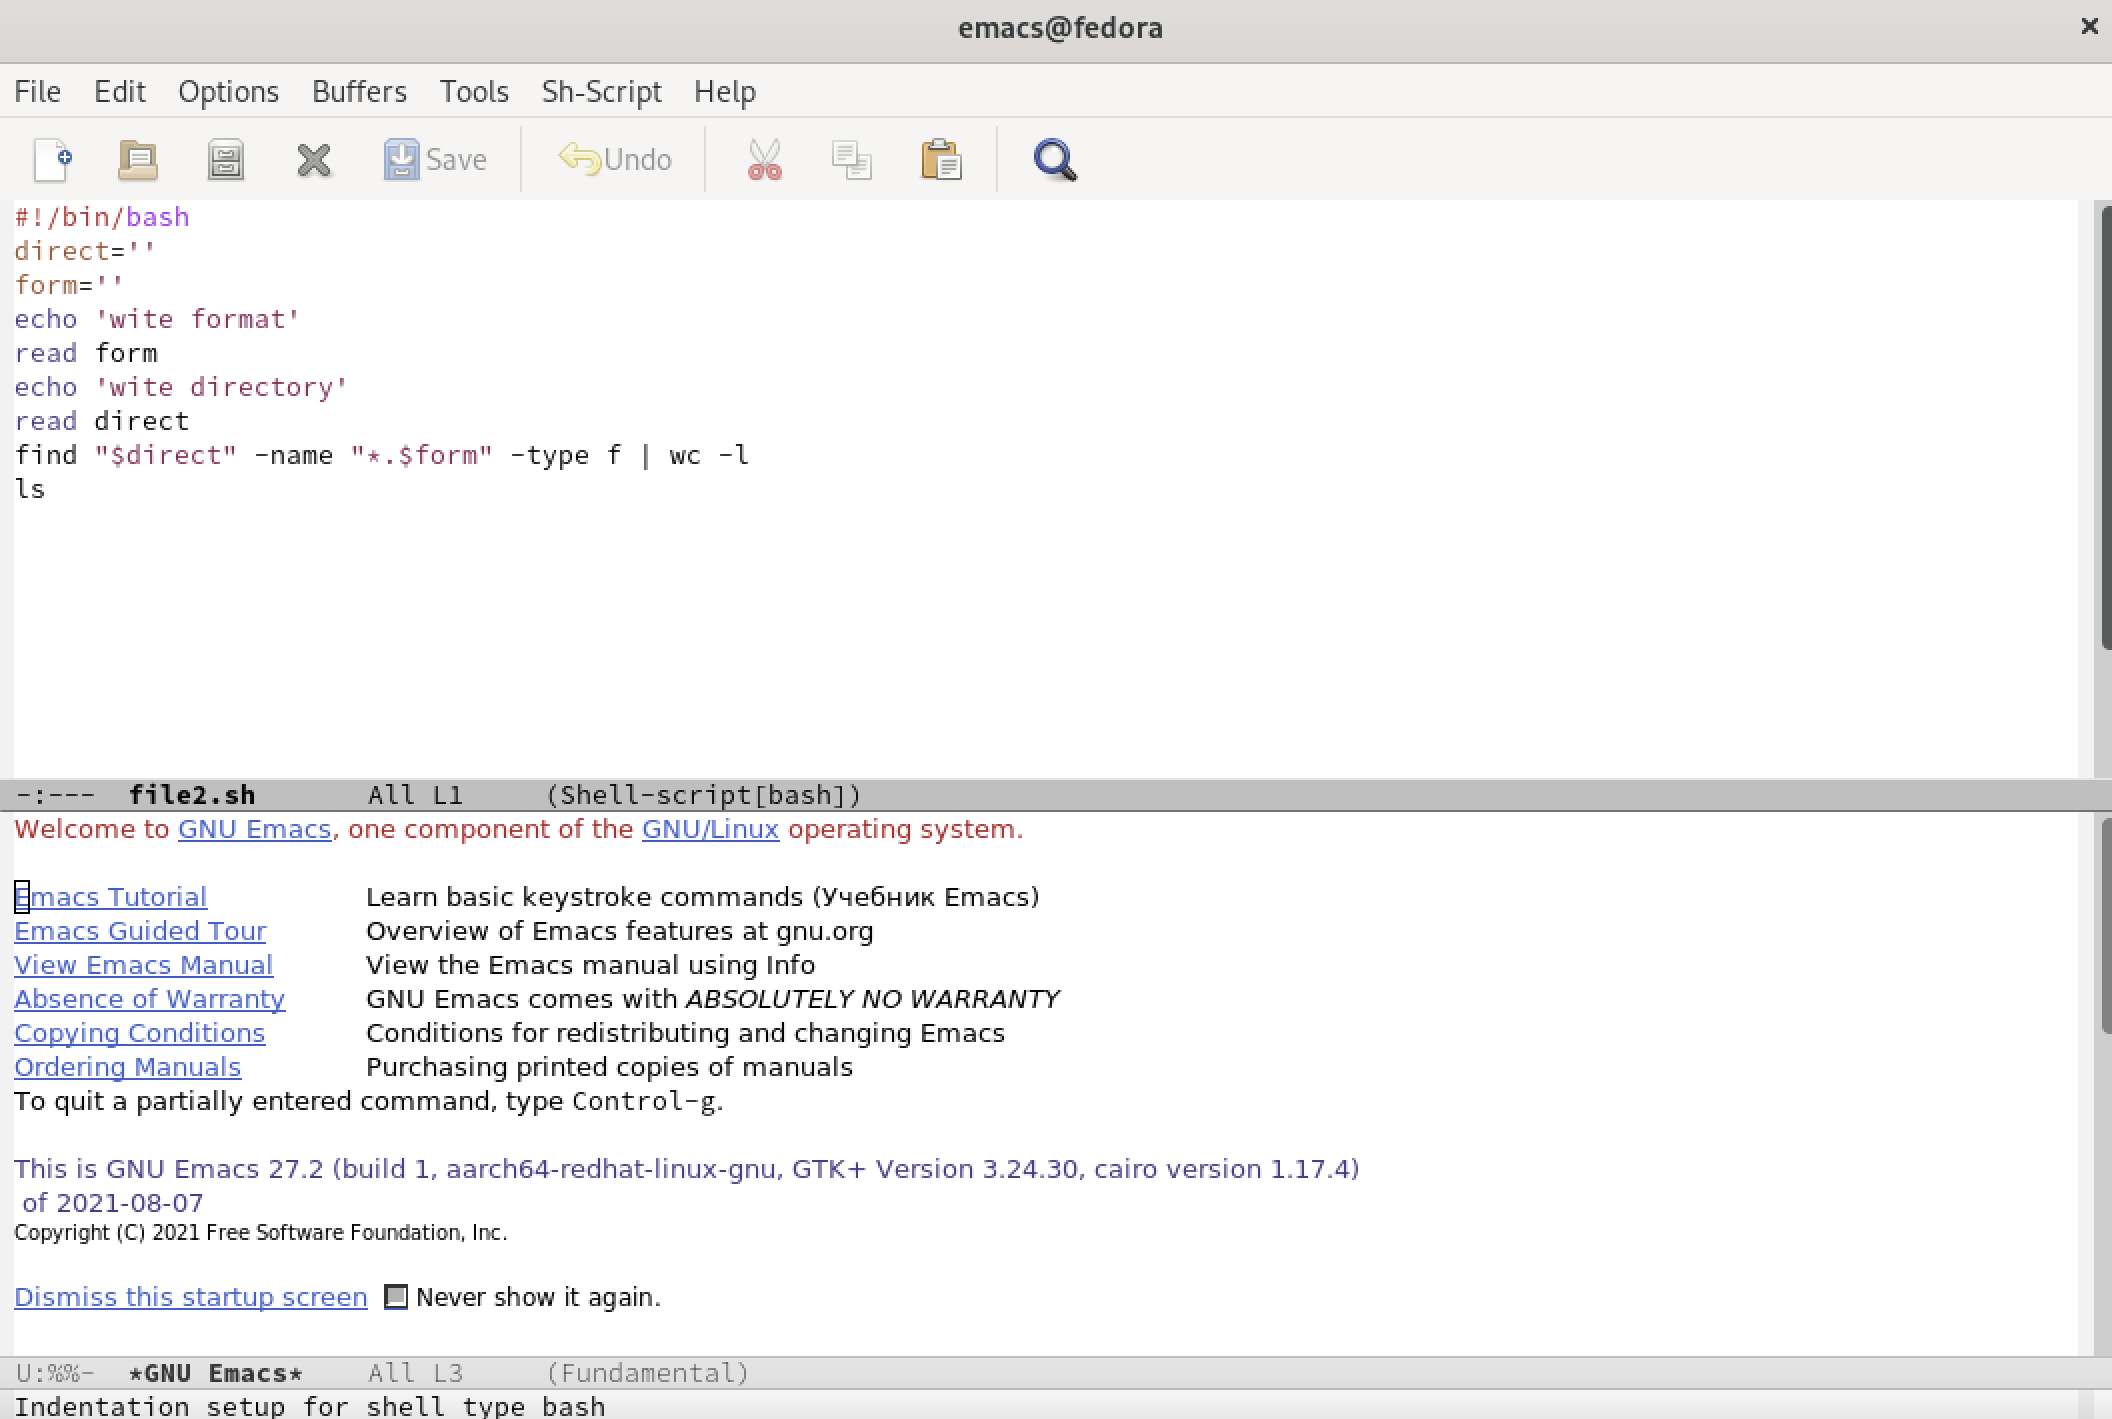 emacs@fedora ×
File Edit Options Buffers Tools Sh-Script Help
Save Undo
#!/bin/bash
direct=''
form=''
echo 'wite format'
read form
echo 'wite directory'
read direct
find "$direct" -name "*.$form" -type f | wc -l
ls
-:--- file2.sh All L1 (Shell-script[bash])
Welcome to GNU Emacs, one component of the GNU/Linux operating system.
Emacs Tutorial Learn basic keystroke commands (Учебник Emacs)
Emacs Guided Tour Overview of Emacs features at gnu.org
View Emacs Manual View the Emacs manual using Info
Absence of Warranty GNU Emacs comes with ABSOLUTELY NO WARRANTY
Copying Conditions Conditions for redistributing and changing Emacs
Ordering Manuals Purchasing printed copies of manuals
To quit a partially entered command, type Control-g.
This is GNU Emacs 27.2 (build 1, aarch64-redhat-linux-gnu, GTK+ Version 3.24.30, cairo version 1.17.4)
of 2021-08-07
Copyright (C) 2021 Free Software Foundation, Inc.
Dismiss this startup screen Never show it again.
U:%%- *GNU Emacs* All L3 (Fundamental)
Indentation setup for shell type bash